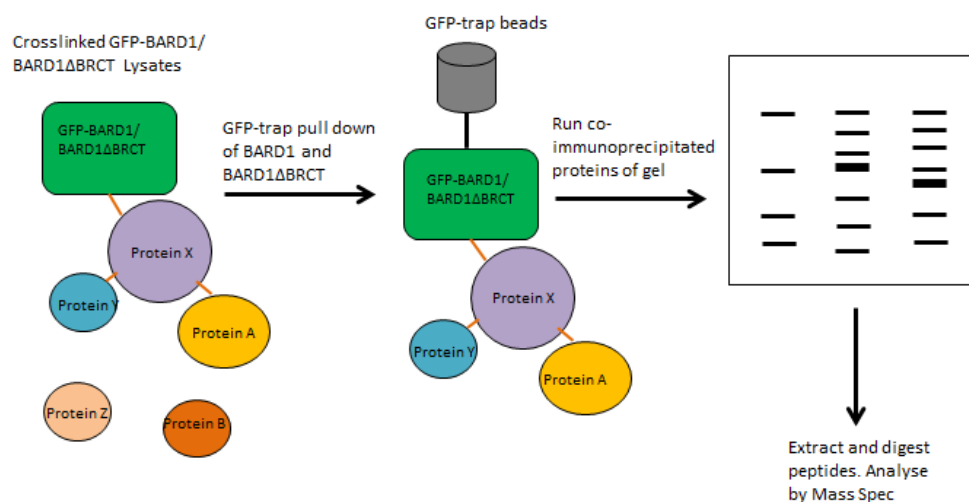 Crosslinked GFP-BARD1/
BARD1ΔBRCT Lysates
GFP-BARD1/
BARD1ΔBRCT
Protein X
Protein Y
Protein A
Protein Z
Protein B
GFP-trap pull down
of BARD1 and
BARD1ΔBRCT
GFP-trap beads
GFP-BARD1/
BARD1ΔBRCT
Protein X
Protein Y
Protein A
Run co-
immunoprecipitated
proteins of gel
Extract and digest
peptides. Analyse
by Mass Spec